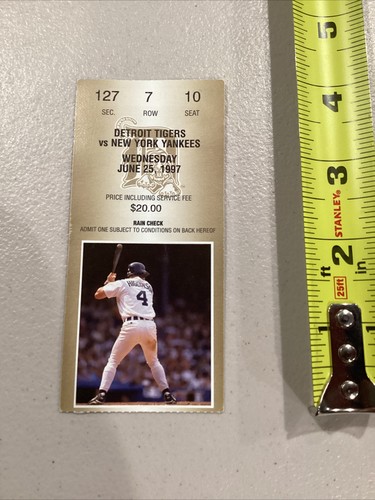 127 7 10
SEC. ROW SEAT
DETROIT TIGERS
vs NEW YORK YANKEES
WEDNESDAY
JUNE 25, 1997
PRICE INCLUDING SERVICE FEE
$20.00
RAIN CHECK
ADMIT ONE SUBJECT TO CONDITIONS ON BACK HEREOF
HIGGINSON
4
5
4
3
STANLEY
2
ft
in
25ft
1
1